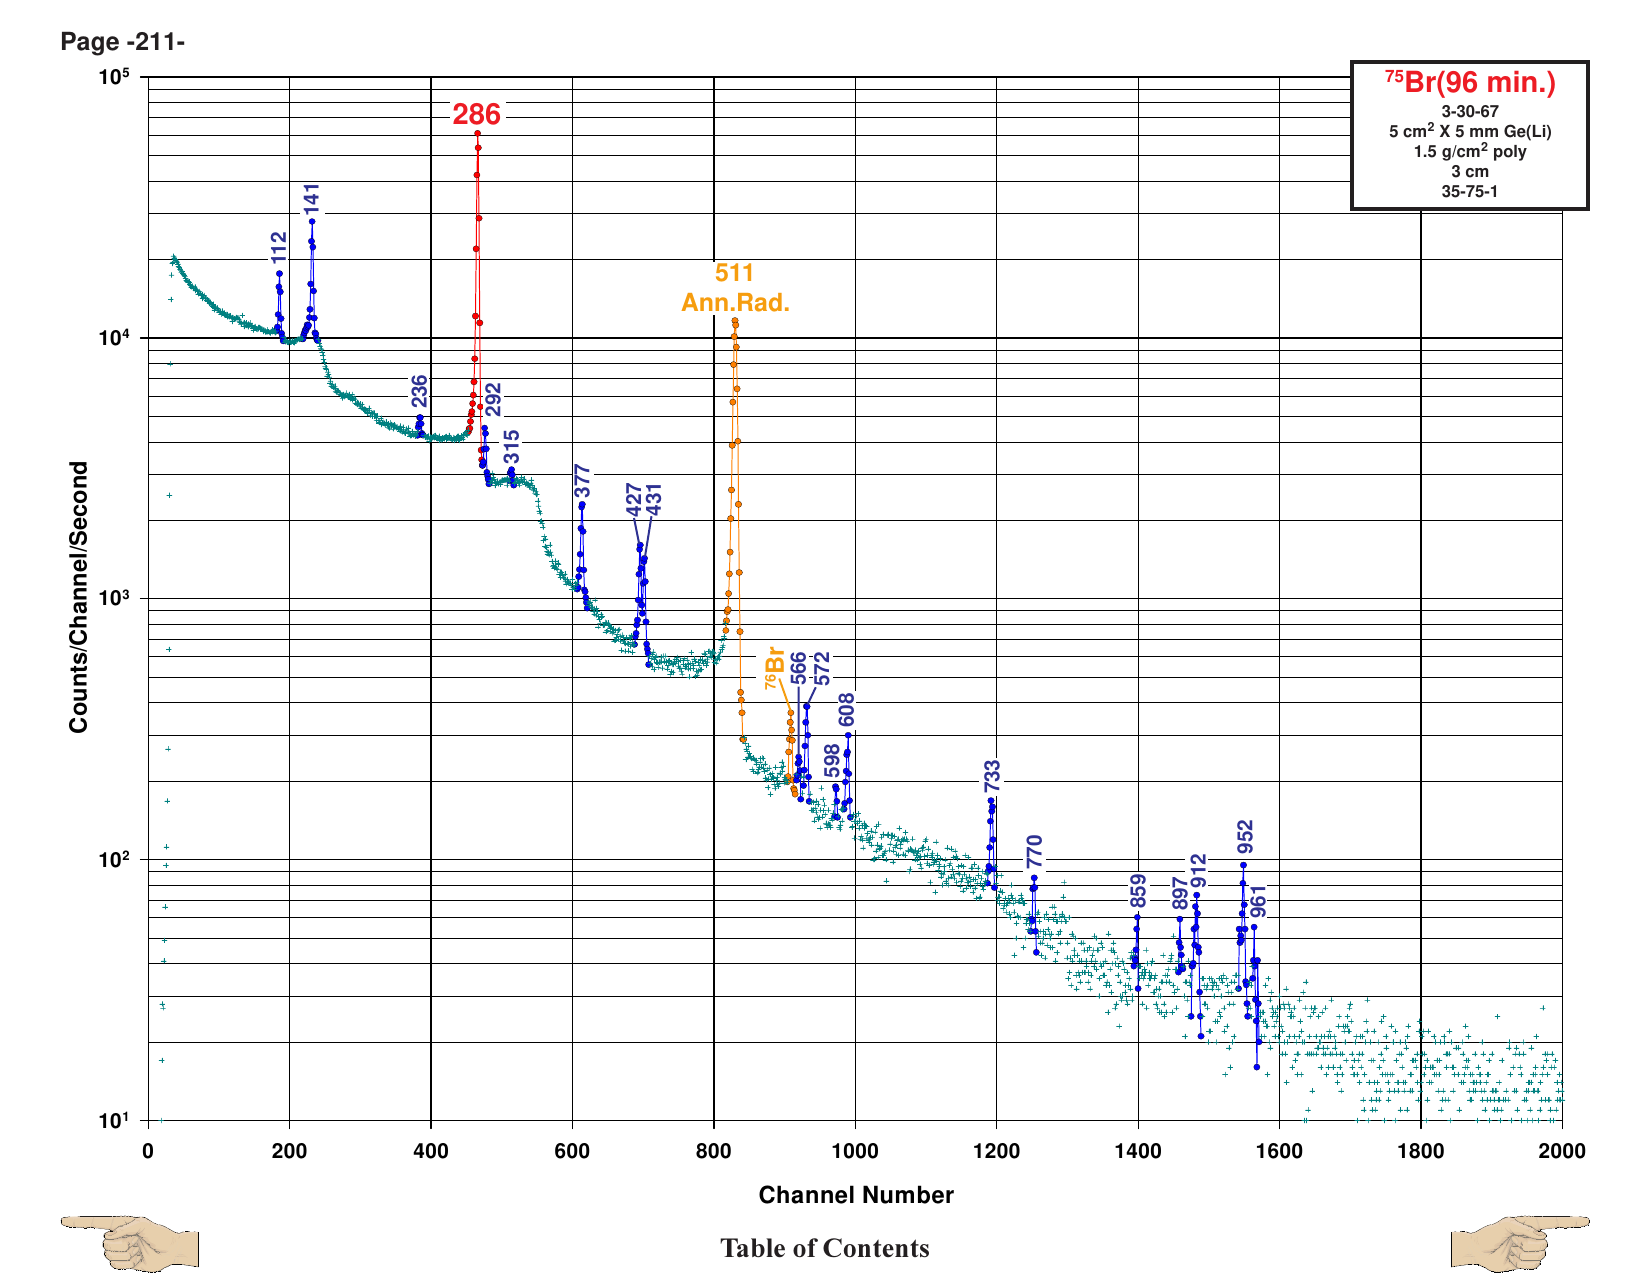 Page -211-
⁷⁵Br(96 min.)
3-30-67
5 cm² X 5 mm Ge(Li)
1.5 g/cm² poly
3 cm
35-75-1
10⁵
10⁴
10³
10²
10¹
Counts/Channel/Second
112
141
236
286
292
315
377
427
431
511
Ann.Rad.
⁷⁶Br
566
572
598
608
733
770
859
897
912
952
961
0 200 400 600 800 1000 1200 1400 1600 1800 2000
Channel Number
Table of Contents